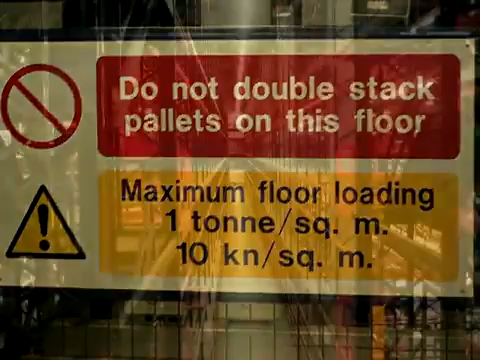 Do not double stack
pallets on this floor
Maximum floor loading
1 tonne/sq. m.
10 kn/sq. m.